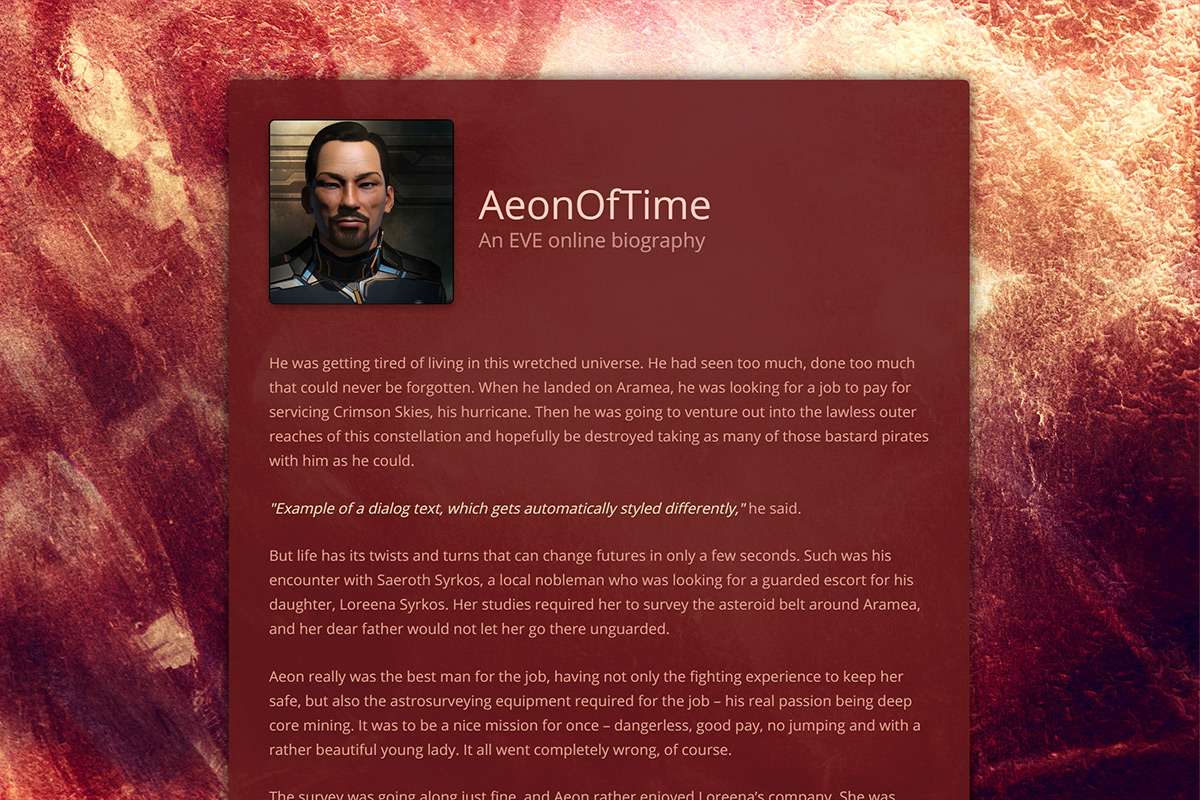 AeonOfTime
An EVE online biography
He was getting tired of living in this wretched universe. He had seen too much, done too much
that could never be forgotten. When he landed on Aramea, he was looking for a job to pay for
servicing Crimson Skies, his hurricane. Then he was going to venture out into the lawless outer
reaches of this constellation and hopefully be destroyed taking as many of those bastard pirates
with him as he could.
"Example of a dialog text, which gets automatically styled differently," he said.
But life has its twists and turns that can change futures in only a few seconds. Such was his
encounter with Saeroth Syrkos, a local nobleman who was looking for a guarded escort for his
daughter, Loreena Syrkos. Her studies required her to survey the asteroid belt around Aramea,
and her dear father would not let her go there unguarded.
Aeon really was the best man for the job, having not only the fighting experience to keep her
safe, but also the astrosurveying equipment required for the job – his real passion being deep
core mining. It was to be a nice mission for once – dangerless, good pay, no jumping and with a
rather beautiful young lady. It all went completely wrong, of course.
The survey was going along just fine, and Aeon rather enjoyed Loreena's company. She was